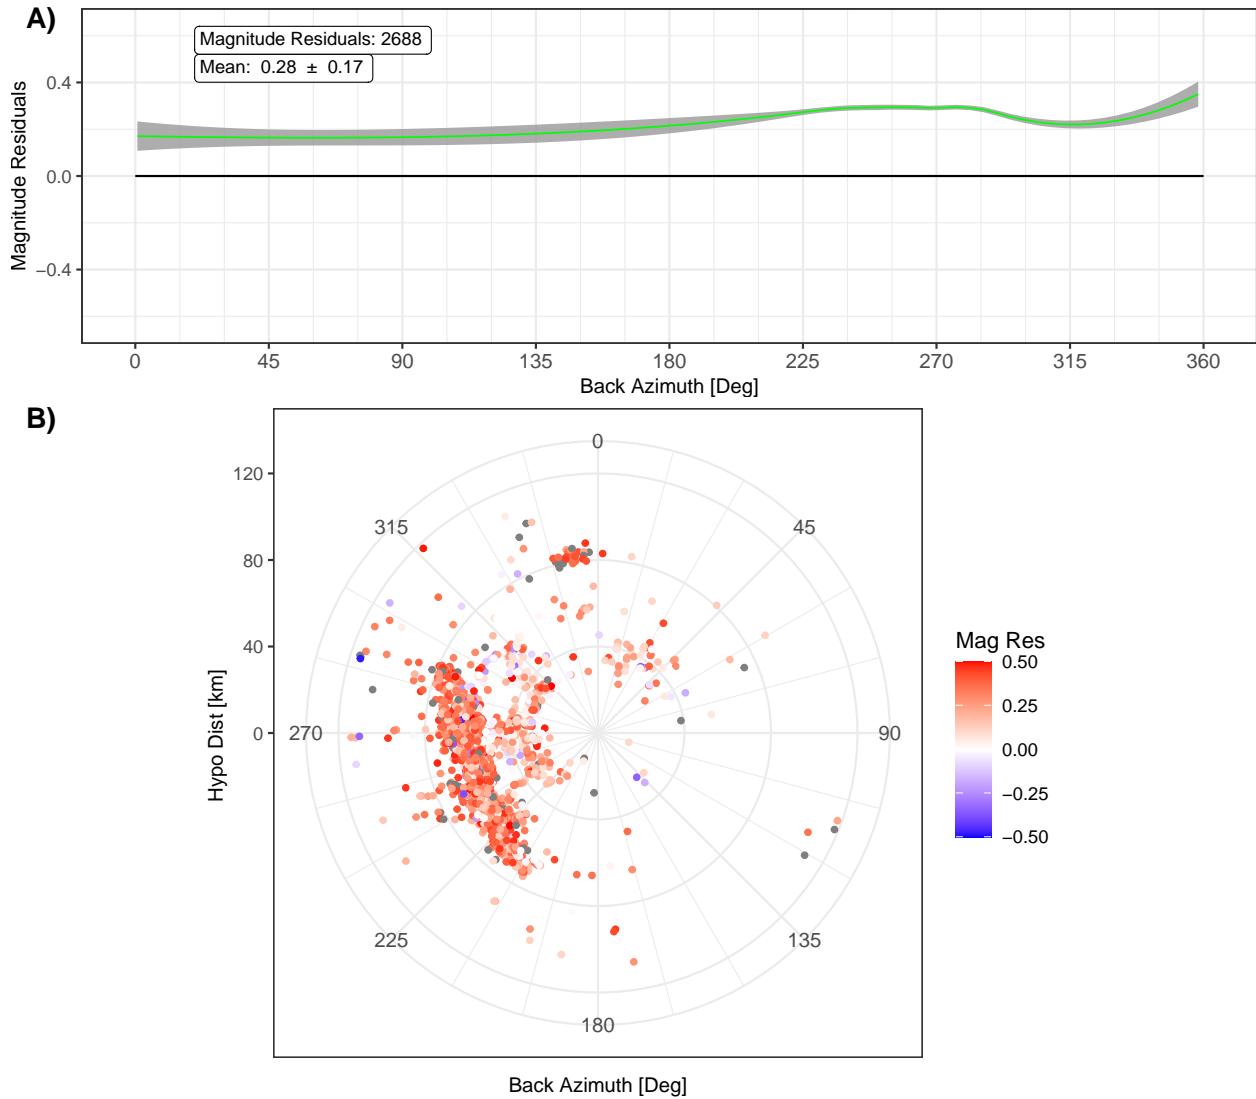 A)
Magnitude Residuals: 2688
Mean:  0.28  ±  0.17
Magnitude Residuals
0.4
0.0
−0.4
0 45 90 135 180 225 270 315 360
Back Azimuth [Deg]
B)
Hypo Dist [km]
120
80
40
0
0
45
90
135
180
225
270
315
Back Azimuth [Deg]
Mag Res
0.50
0.25
0.00
−0.25
−0.50